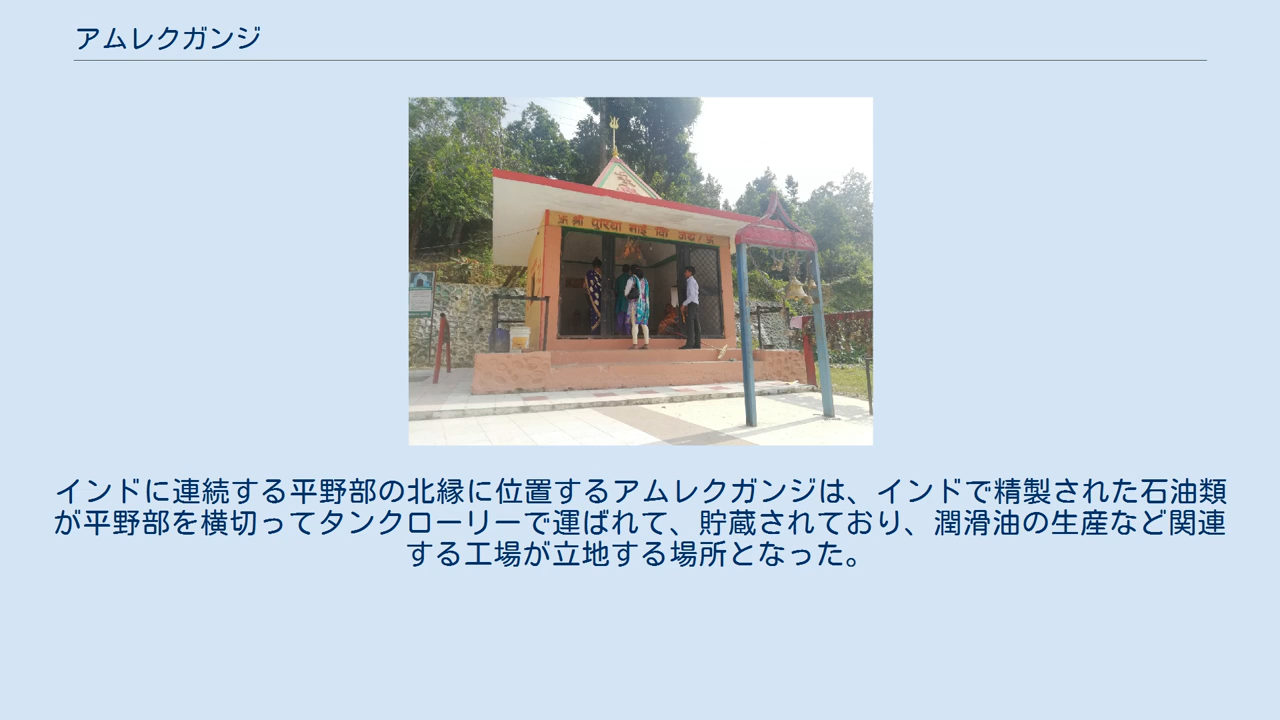 アムレクガンジ
ॐ श्री पुरिया माई कि जय/ ॐ
インドに連続する平野部の北縁に位置するアムレクガンジは、インドで精製された石油類
が平野部を横切ってタンクローリーで運ばれて、貯蔵されており、潤滑油の生産など関連
する工場が立地する場所となった。